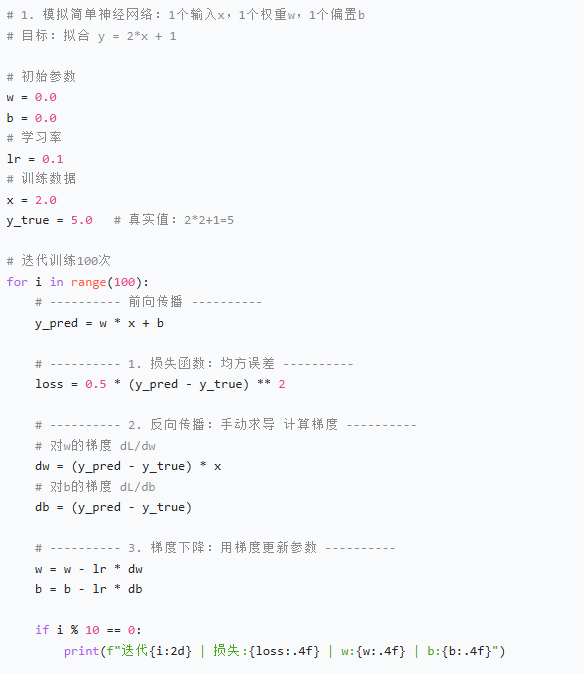 # 1. 模拟简单神经网络：1个输入x，1个权重w，1个偏置b
# 目标：拟合 y = 2*x + 1

# 初始参数
w = 0.0
b = 0.0
# 学习率
lr = 0.1
# 训练数据
x = 2.0
y_true = 5.0   # 真实值：2*2+1=5

# 迭代训练100次
for i in range(100):
    # ---------- 前向传播 ----------
    y_pred = w * x + b

    # ---------- 1. 损失函数：均方误差 ----------
    loss = 0.5 * (y_pred - y_true) ** 2

    # ---------- 2. 反向传播：手动求导 计算梯度 ----------
    # 对w的梯度 dL/dw
    dw = (y_pred - y_true) * x
    # 对b的梯度 dL/db
    db = (y_pred - y_true)

    # ---------- 3. 梯度下降：用梯度更新参数 ----------
    w = w - lr * dw
    b = b - lr * db

    if i % 10 == 0:
        print(f"迭代{i:2d} | 损失:{loss:.4f} | w:{w:.4f} | b:{b:.4f}")